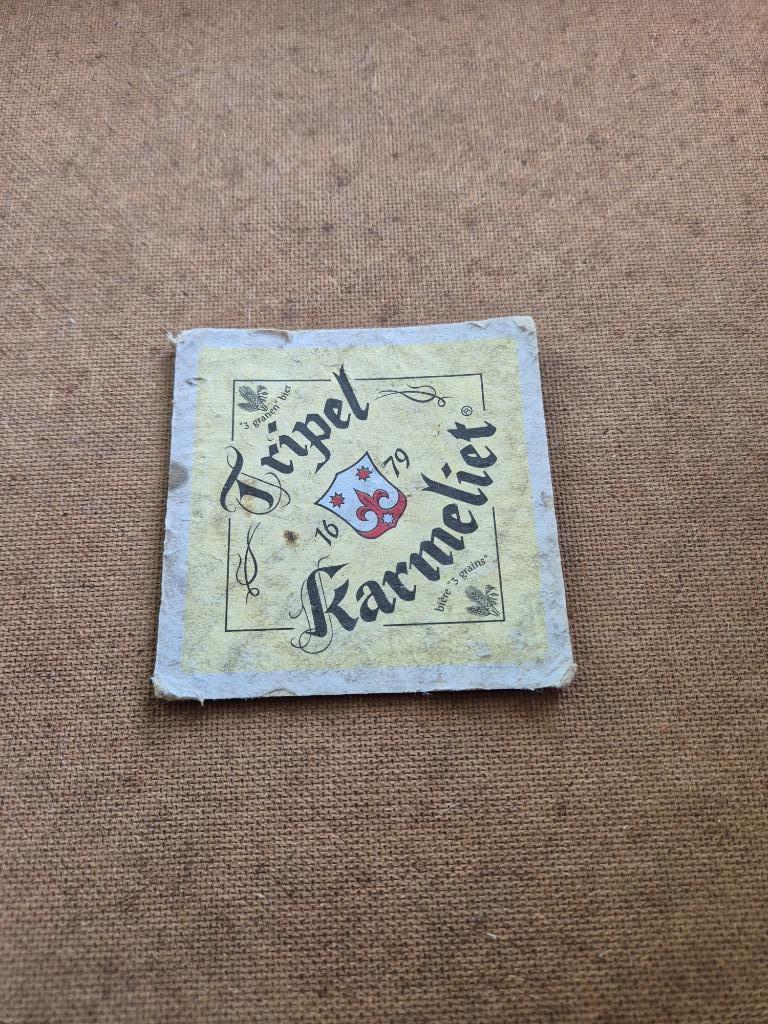 "3 granen" bier
Tripel
16 79
Karmeliet®
bière "3 grains"